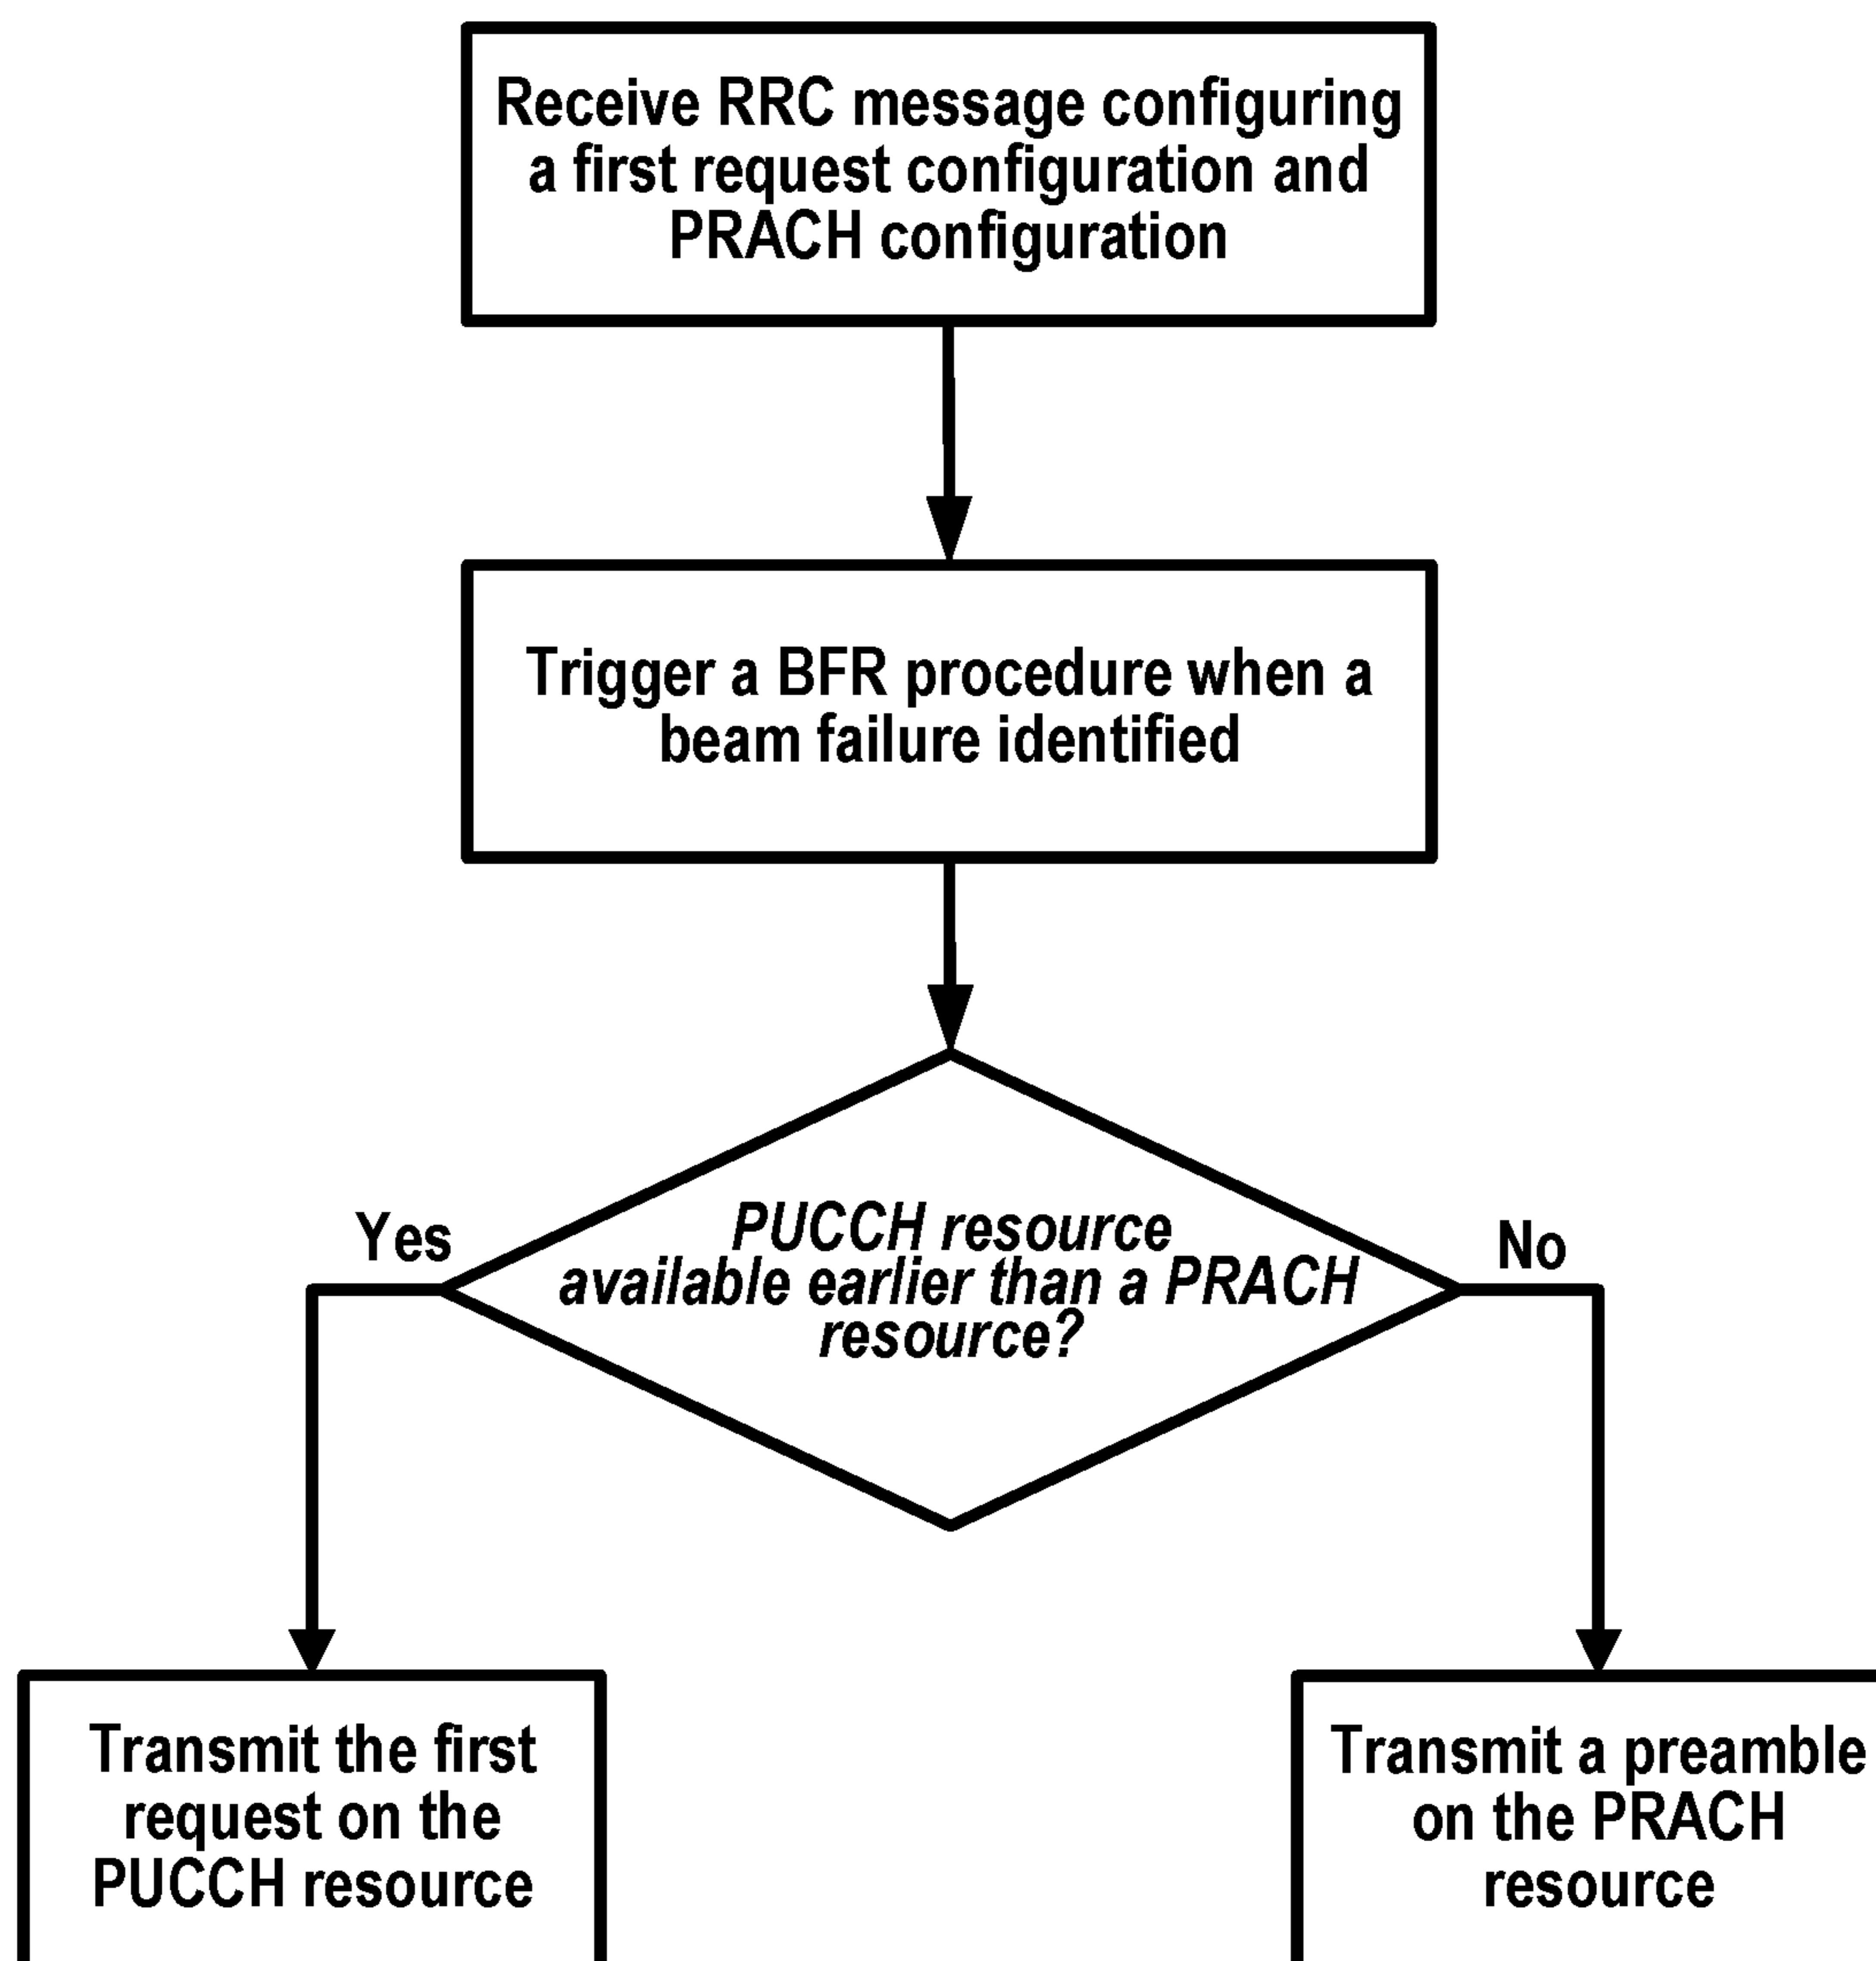 Receive RRC message configuring
a first request configuration and
PRACH configuration
Trigger a BFR procedure when a
beam failure identified
PUCCH resource
available earlier than a PRACH
resource?
Yes
No
Transmit the first
request on the
PUCCH resource
Transmit a preamble
on the PRACH
resource